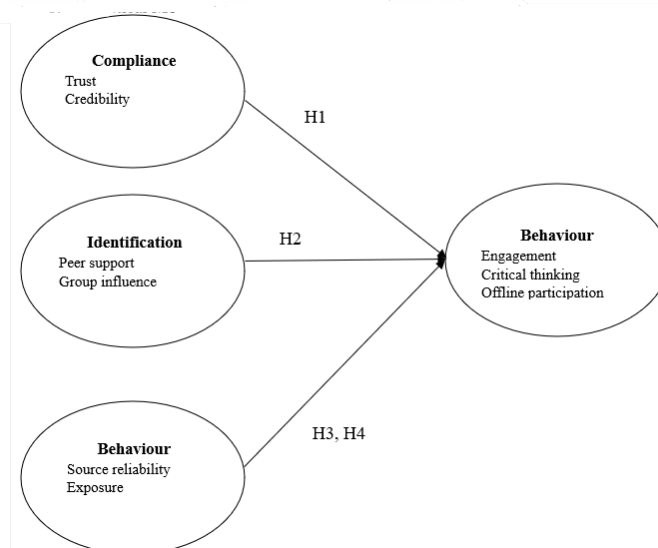 Compliance
Trust
Credibility
H1
Identification
Peer support
Group influence
H2
Behaviour
Engagement
Critical thinking
Offline participation
H3, H4
Behaviour
Source reliability
Exposure